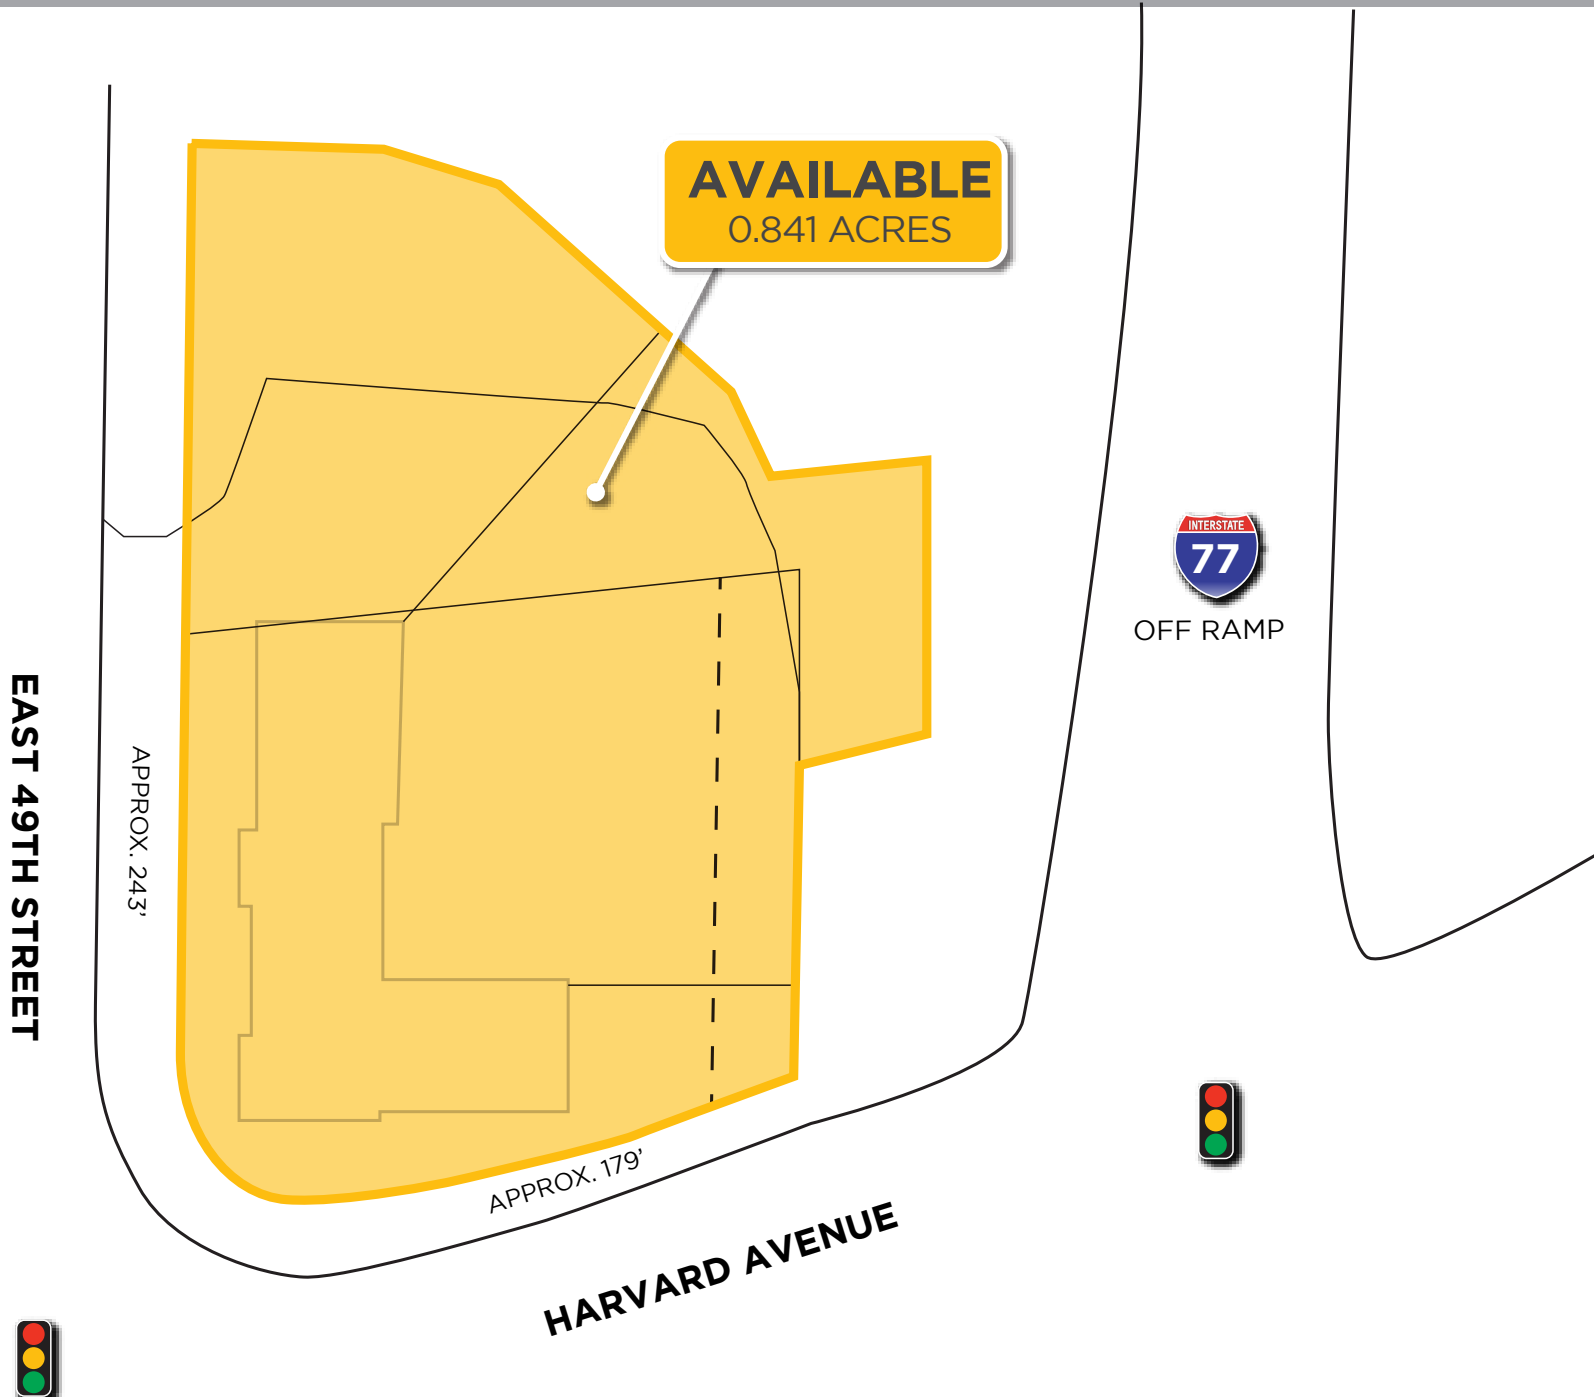 AVAILABLE
0.841 ACRES
INTERSTATE
77
OFF RAMP
EAST 49TH STREET
APPROX. 243’
APPROX. 179’
HARVARD AVENUE